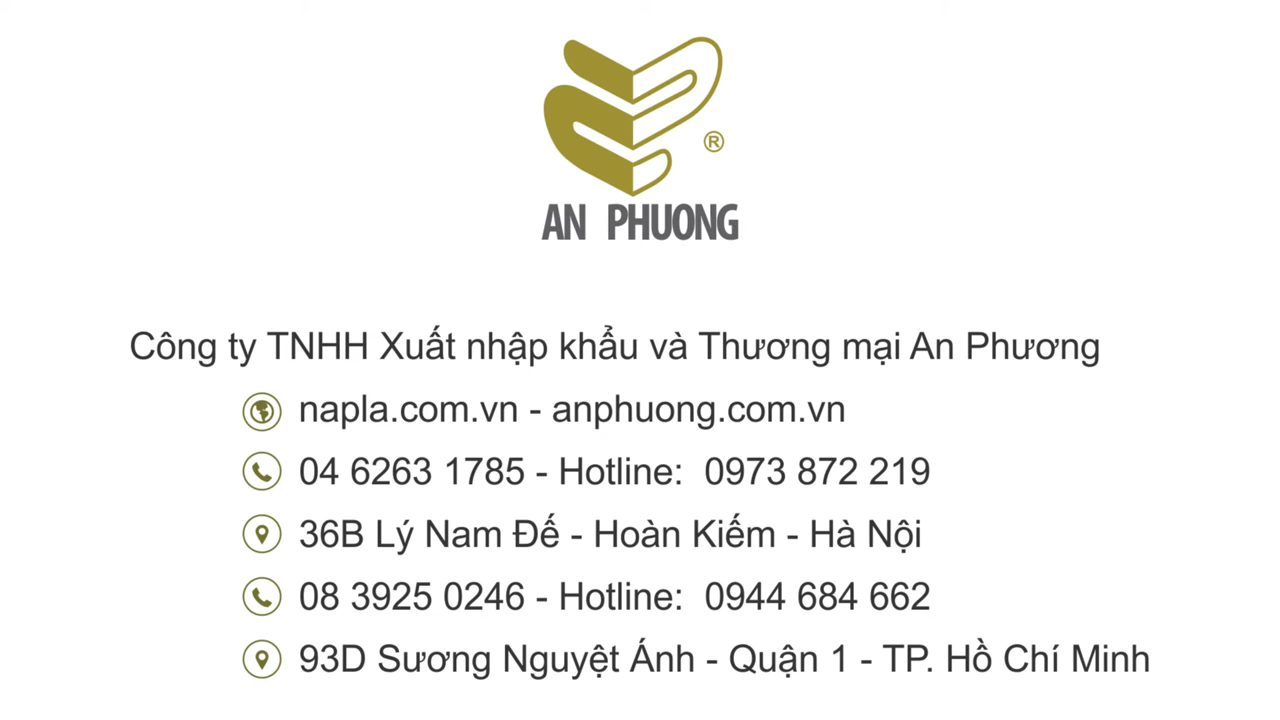 ®
AN PHUONG
Công ty TNHH Xuất nhập khẩu và Thương mại An Phương
napla.com.vn - anphuong.com.vn
04 6263 1785 - Hotline: 0973 872 219
36B Lý Nam Đế - Hoàn Kiếm - Hà Nội
08 3925 0246 - Hotline: 0944 684 662
93D Sương Nguyệt Ánh - Quận 1 - TP. Hồ Chí Minh